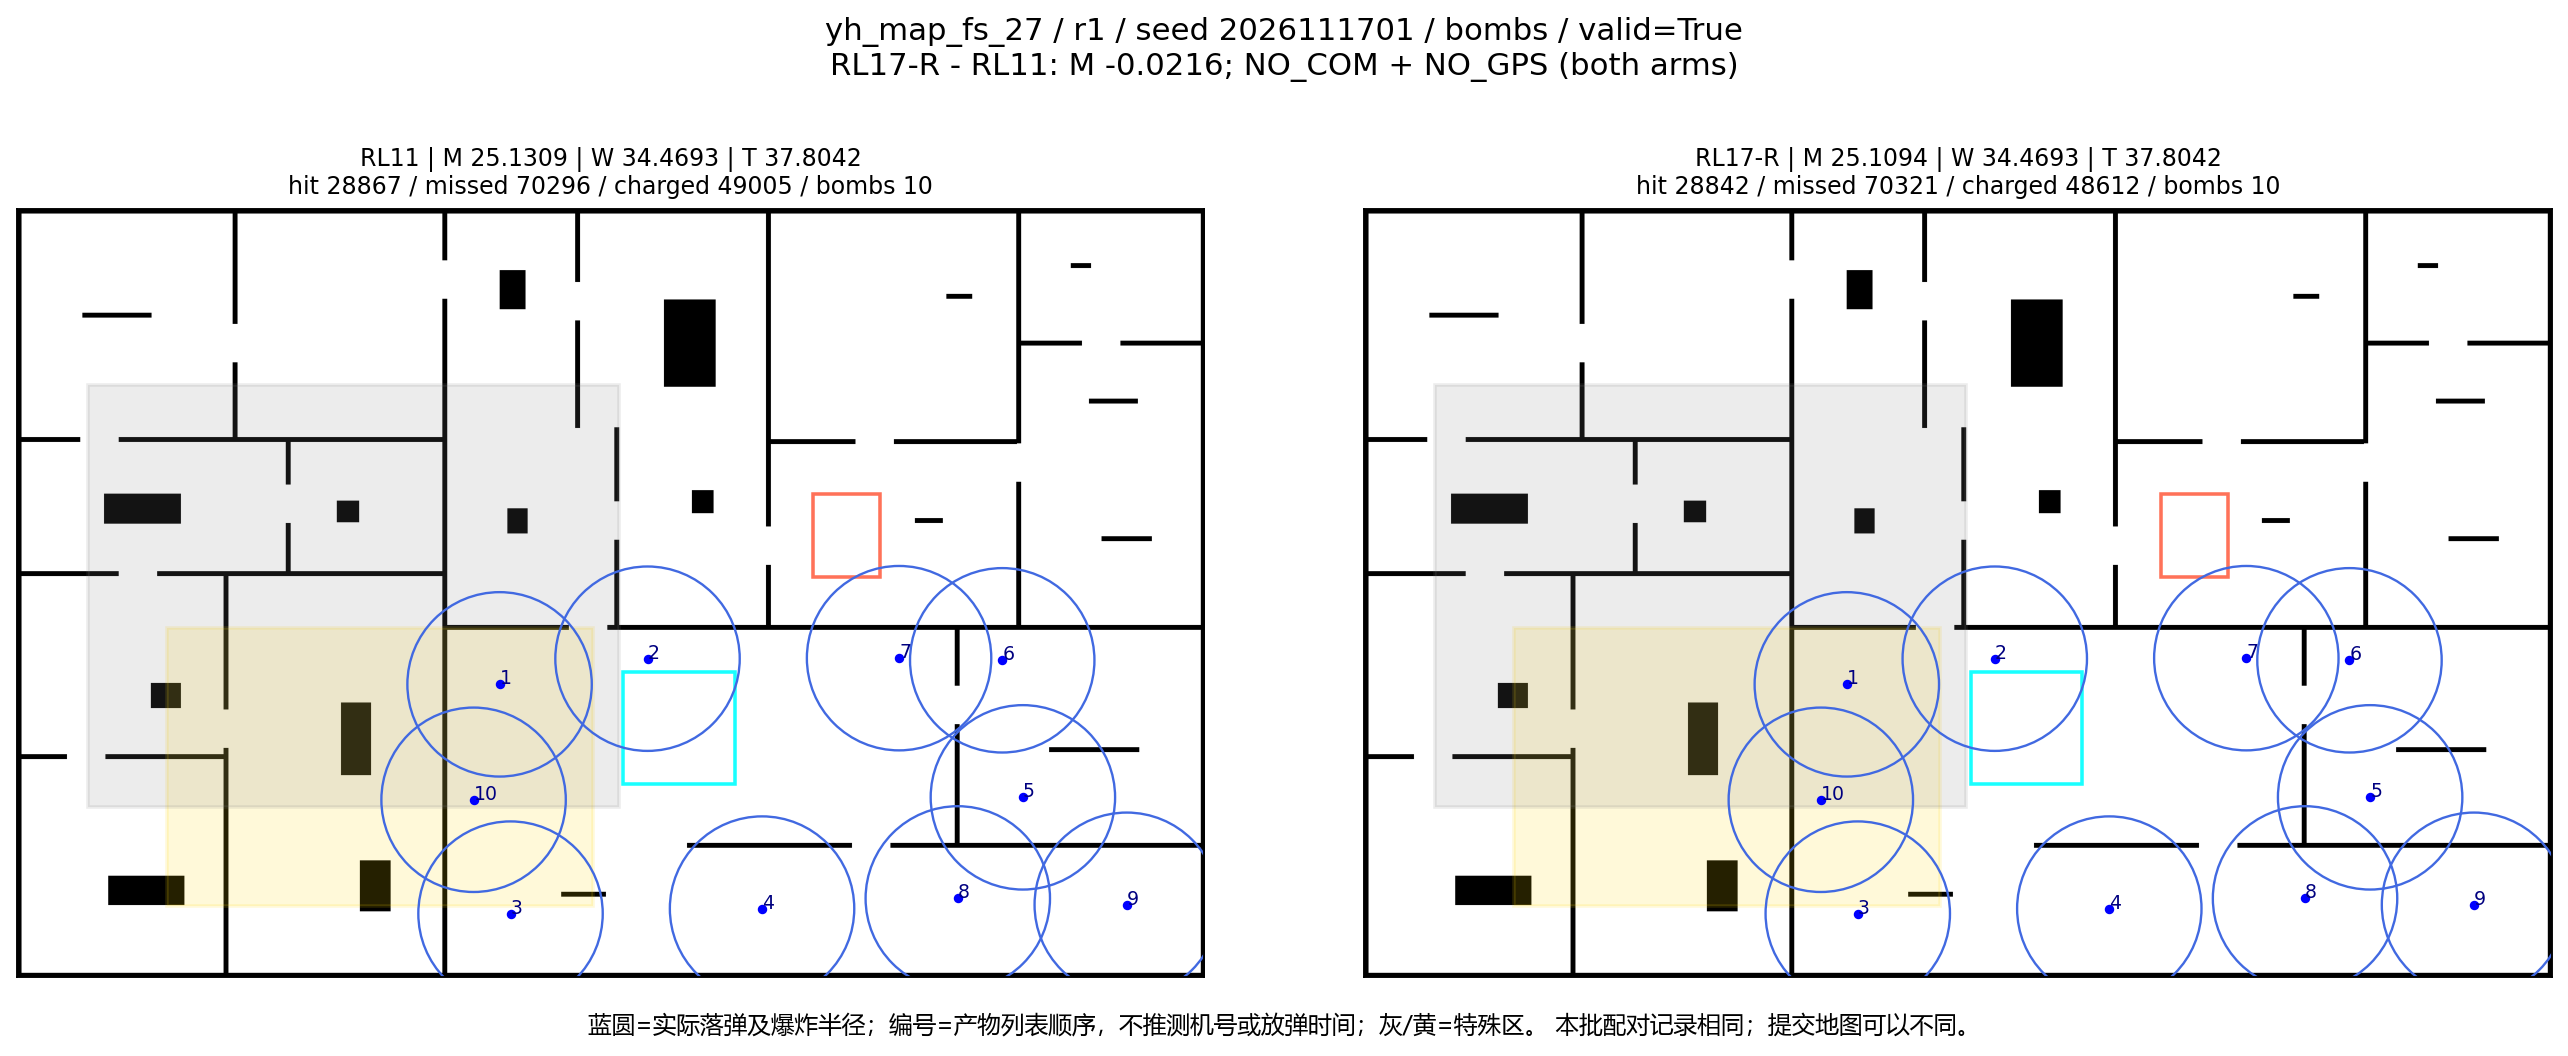 yh_map_fs_27 / r1 / seed 2026111701 / bombs / valid=True
RL17-R - RL11: M -0.0216; NO_COM + NO_GPS (both arms)
RL11 | M 25.1309 | W 34.4693 | T 37.8042
hit 28867 / missed 70296 / charged 49005 / bombs 10
RL17-R | M 25.1094 | W 34.4693 | T 37.8042
hit 28842 / missed 70321 / charged 48612 / bombs 10
2
7
6
1
10
5
3
4
8
9
2
7
6
1
10
5
3
4
8
9
蓝圆=实际落弹及爆炸半径；编号=产物列表顺序，不推测机号或放弹时间；灰/黄=特殊区。 本批配对记录相同；提交地图可以不同。